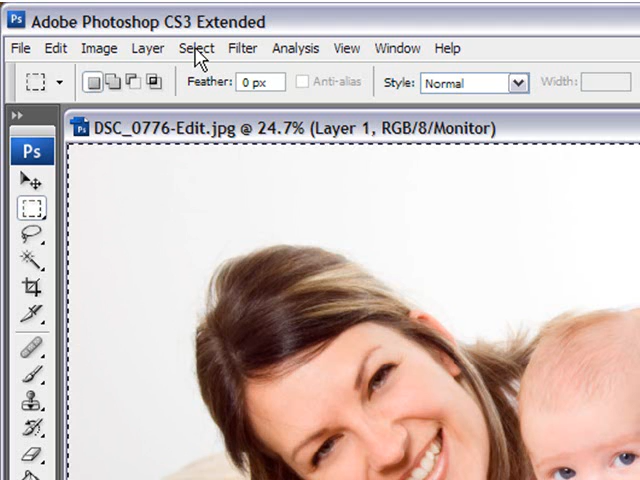 Ps Adobe Photoshop CS3 Extended
File Edit Image Layer Select Filter Analysis View Window Help
Feather: 0 px Anti-alias Style: Normal Width:
Ps DSC_0776-Edit.jpg @ 24.7% (Layer 1, RGB/8/Monitor)
Ps